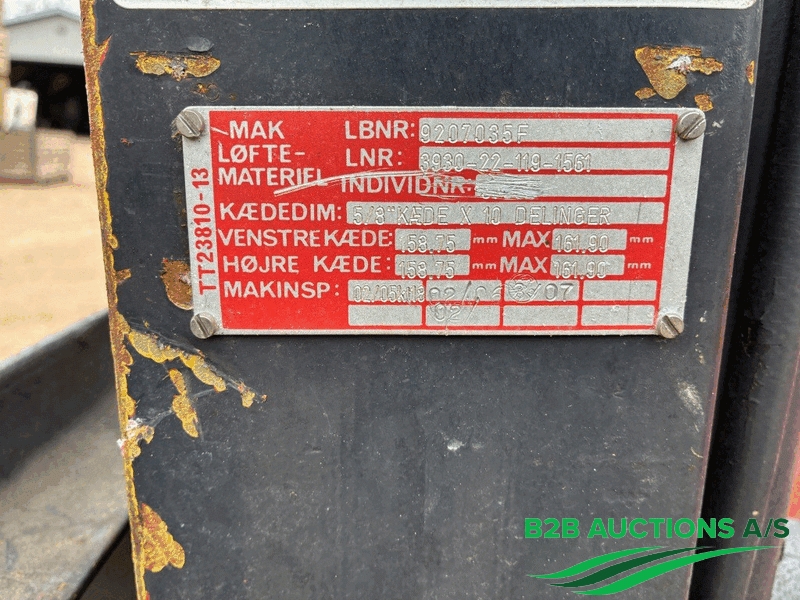 MAK LØFTE-MATERIEL
LBNR: 9207035F
LNR: 3930-22-119-1561
INDIVIDNR:
KÆDEDIM: 5/8"KÆDE X 10 DELINGER
VENSTRE KÆDE: 158.75 mm MAX 161.90 mm
HØJRE KÆDE: 158.75 mm MAX 161.90 mm
MAKINSP: 02/05
TT23810-13
B2B AUCTIONS A/S